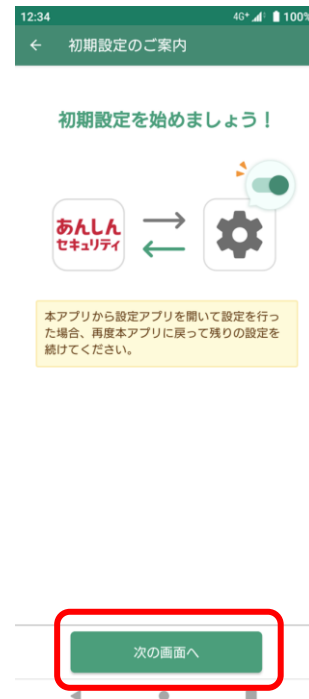 12:34 4G+ 100%
← 初期設定のご案内
初期設定を始めましょう！
あんしん
セキュリティ
本アプリから設定アプリを開いて設定を行っ
た場合、再度本アプリに戻って残りの設定を
続けてください。
次の画面へ